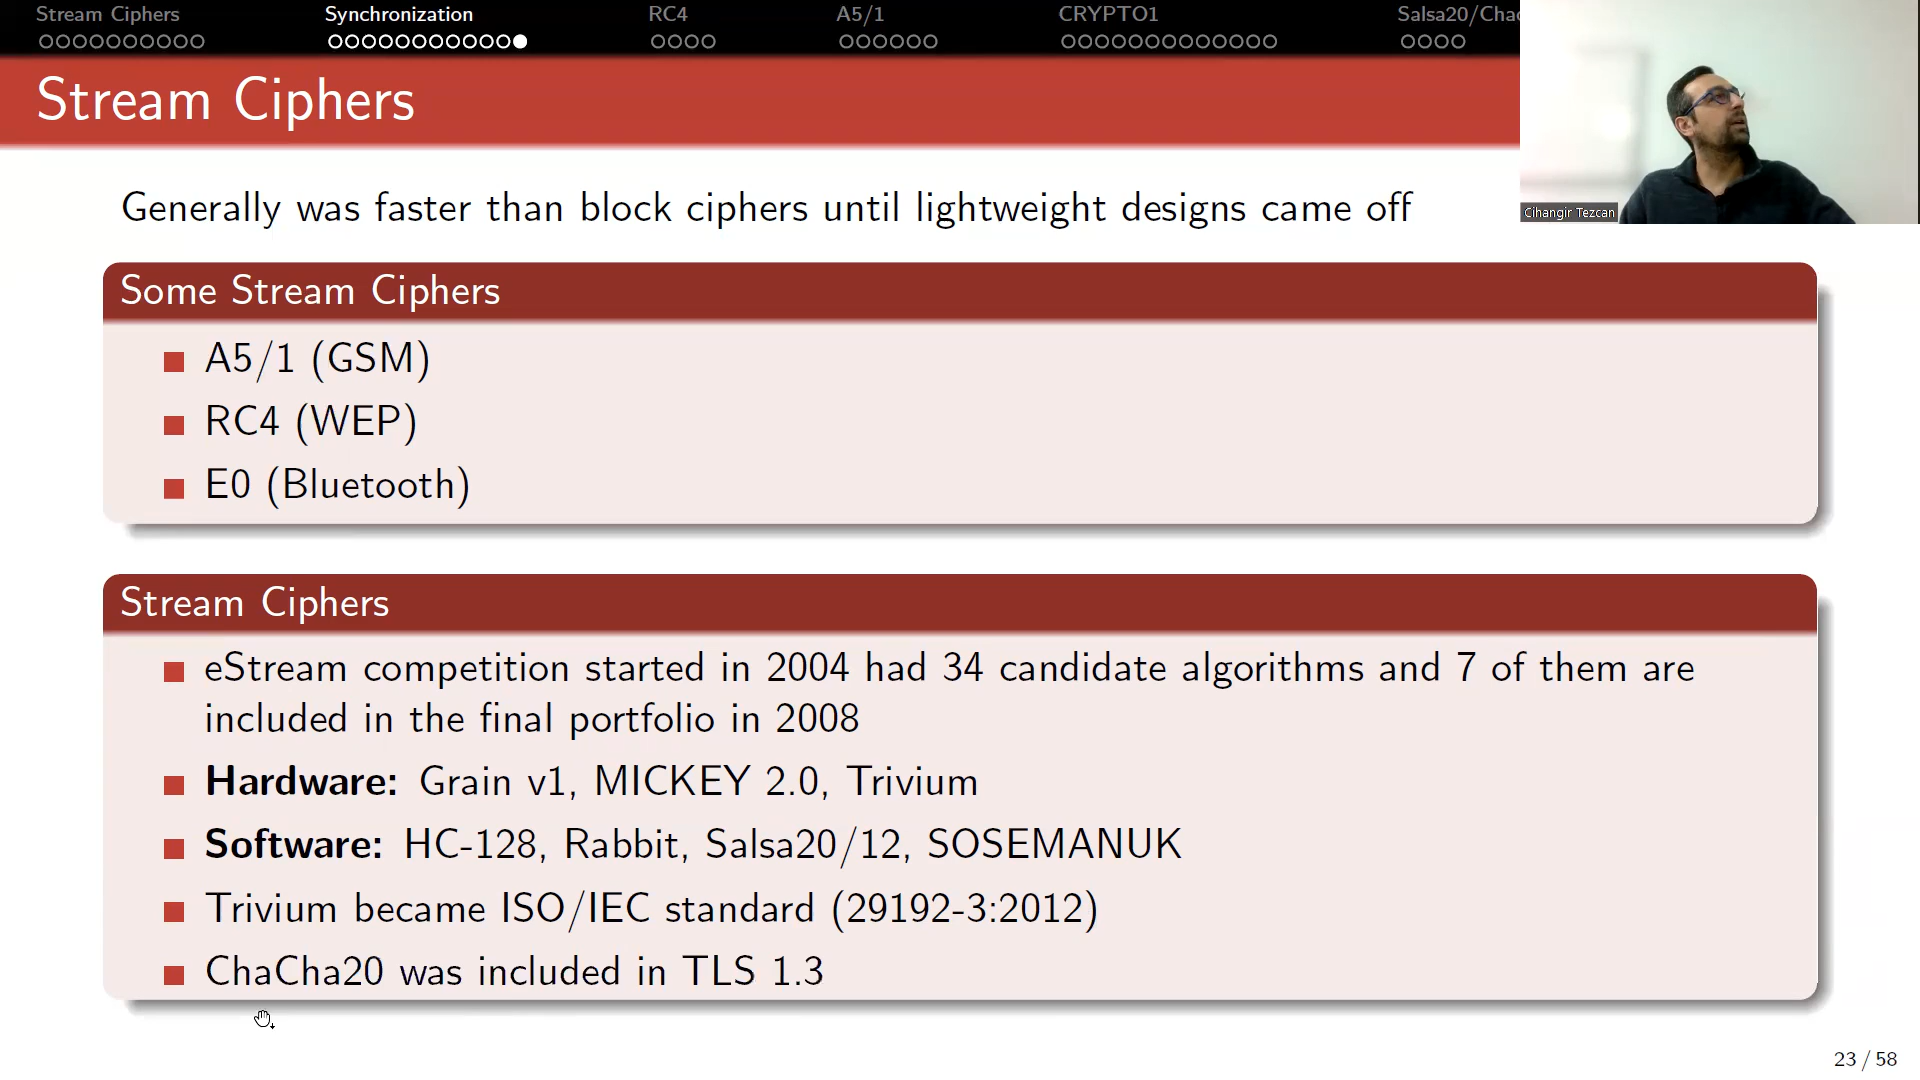 Stream Ciphers
Synchronization
RC4
A5/1
CRYPTO1
Salsa20/Chac
Stream Ciphers
Cihangir Tezcan
Generally was faster than block ciphers until lightweight designs came off
Some Stream Ciphers
A5/1 (GSM)
RC4 (WEP)
E0 (Bluetooth)
Stream Ciphers
eStream competition started in 2004 had 34 candidate algorithms and 7 of them are
included in the final portfolio in 2008
Hardware: Grain v1, MICKEY 2.0, Trivium
Software: HC-128, Rabbit, Salsa20/12, SOSEMANUK
Trivium became ISO/IEC standard (29192-3:2012)
ChaCha20 was included in TLS 1.3
23 / 58